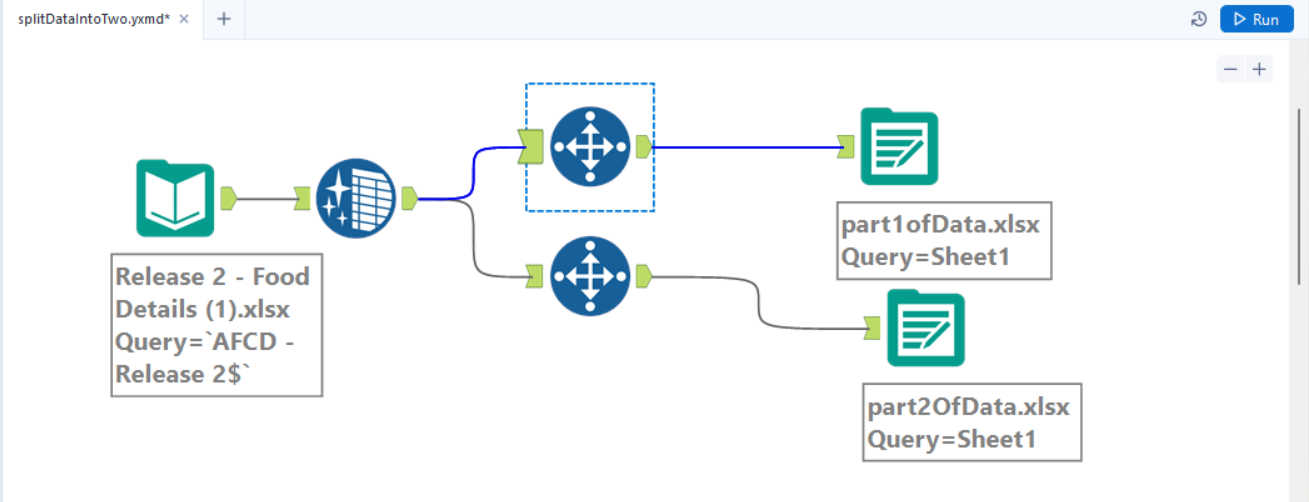 splitDataIntoTwo.yxmd*
Run
part1ofData.xlsx
Query=Sheet1
Release 2 - Food
Details (1).xlsx
Query=`AFCD -
Release 2$`
part2OfData.xlsx
Query=Sheet1